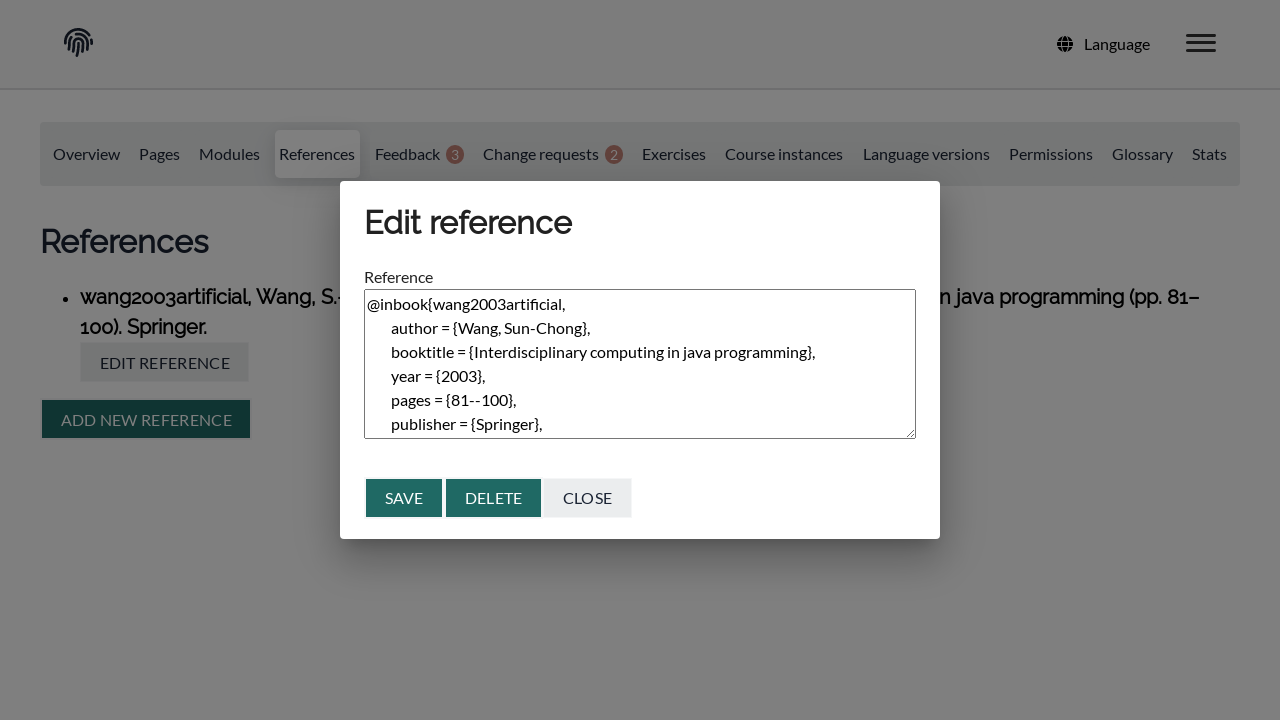 Language
Overview Pages Modules References Feedback 3 Change requests 2 Exercises Course instances Language versions Permissions Glossary Stats
References
wang2003artificial, Wang, S.- n java programming (pp. 81–
100). Springer.
EDIT REFERENCE
ADD NEW REFERENCE
Edit reference
Reference
@inbook{wang2003artificial,
author = {Wang, Sun-Chong},
booktitle = {Interdisciplinary computing in java programming},
year = {2003},
pages = {81--100},
publisher = {Springer},
SAVE DELETE CLOSE